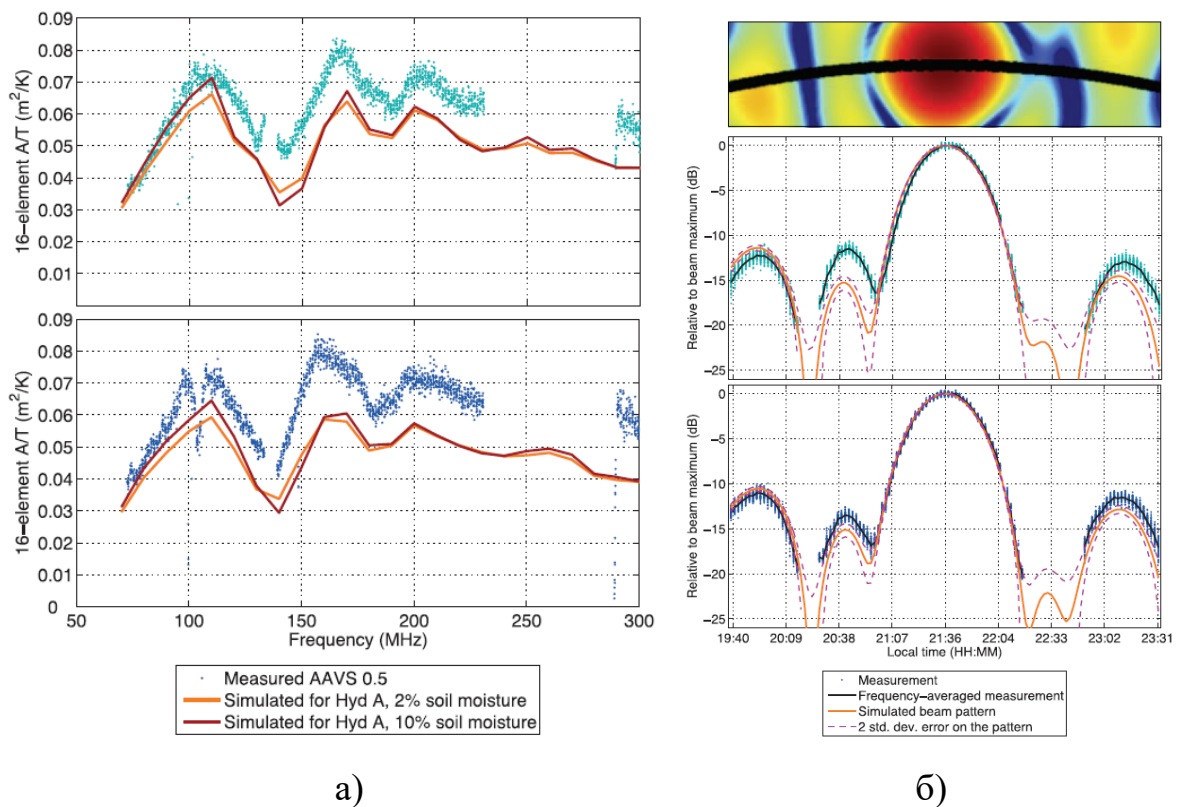 0.09
0.08
0.07
0.06
0.05
0.04
0.03
0.02
0.01
16−element A/T (m²/K)
0.09
0.08
0.07
0.06
0.05
0.04
0.03
0.02
0.01
0
16−element A/T (m²/K)
50 100 150 200 250 300
Frequency (MHz)
Measured AAVS 0.5
Simulated for Hyd A, 2% soil moisture
Simulated for Hyd A, 10% soil moisture
а)
0
−5
−10
−15
−20
−25
Relative to beam maximum (dB)
0
−5
−10
−15
−20
−25
Relative to beam maximum (dB)
19:40 20:09 20:38 21:07 21:36 22:04 22:33 23:02 23:31
Local time (HH:MM)
Measurement
Frequency−averaged measurement
Simulated beam pattern
2 std. dev. error on the pattern
б)